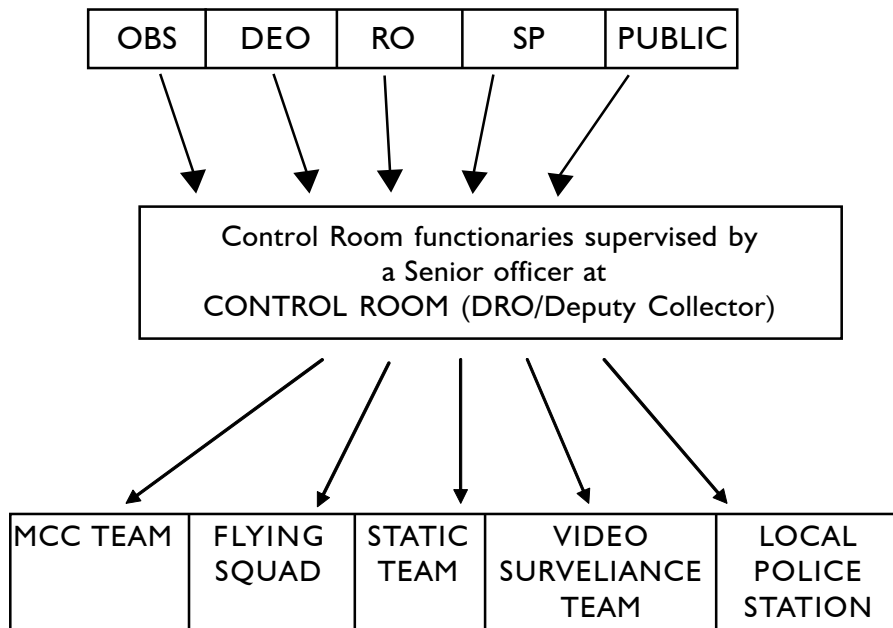 OBS DEO RO SP PUBLIC
Control Room functionaries supervised by
a Senior officer at
CONTROL ROOM (DRO/Deputy Collector)
MCC TEAM FLYING STATIC VIDEO LOCAL
SQUAD TEAM SURVELIANCE POLICE
TEAM STATION